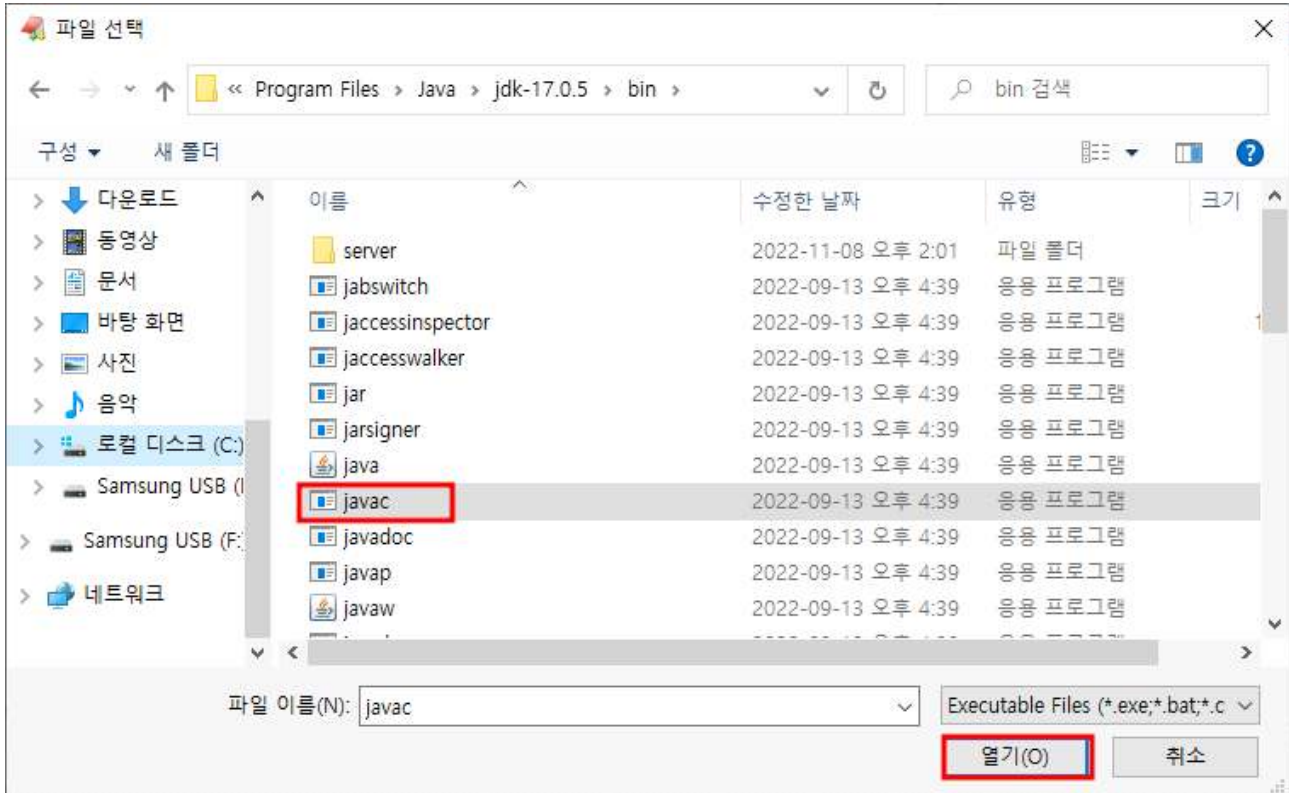 파일 선택
« Program Files › Java › jdk-17.0.5 › bin ›
bin 검색
구성
새 폴더
이름 수정한 날짜 유형 크기
다운로드
동영상
문서
바탕 화면
사진
음악
로컬 디스크 (C:)
Samsung USB (
Samsung USB (F:
네트워크
server 2022-11-08 오후 2:01 파일 폴더
jabswitch 2022-09-13 오후 4:39 응용 프로그램
jaccessinspector 2022-09-13 오후 4:39 응용 프로그램 1
jaccesswalker 2022-09-13 오후 4:39 응용 프로그램
jar 2022-09-13 오후 4:39 응용 프로그램
jarsigner 2022-09-13 오후 4:39 응용 프로그램
java 2022-09-13 오후 4:39 응용 프로그램
javac 2022-09-13 오후 4:39 응용 프로그램
javadoc 2022-09-13 오후 4:39 응용 프로그램
javap 2022-09-13 오후 4:39 응용 프로그램
javaw 2022-09-13 오후 4:39 응용 프로그램
파일 이름(N): javac
Executable Files (*.exe;*.bat;*.c
열기(O) 취소